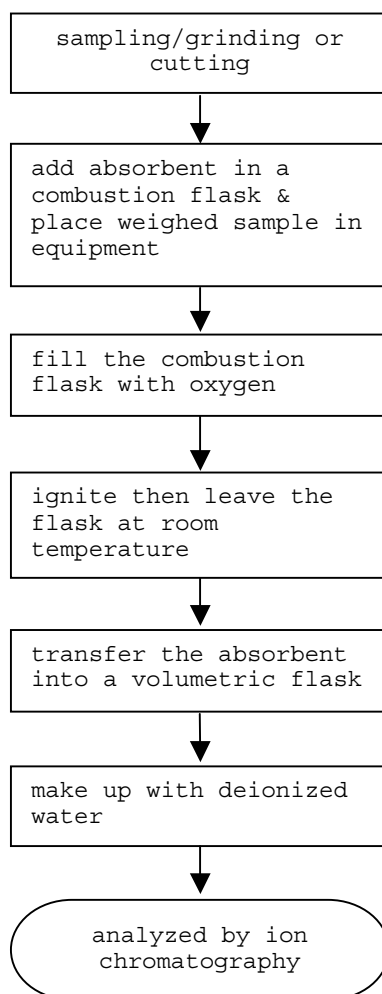 sampling/grinding or
cutting
add absorbent in a
combustion flask &
place weighed sample in
equipment
fill the combustion
flask with oxygen
ignite then leave the
flask at room
temperature
transfer the absorbent
into a volumetric flask
make up with deionized
water
analyzed by ion
chromatography